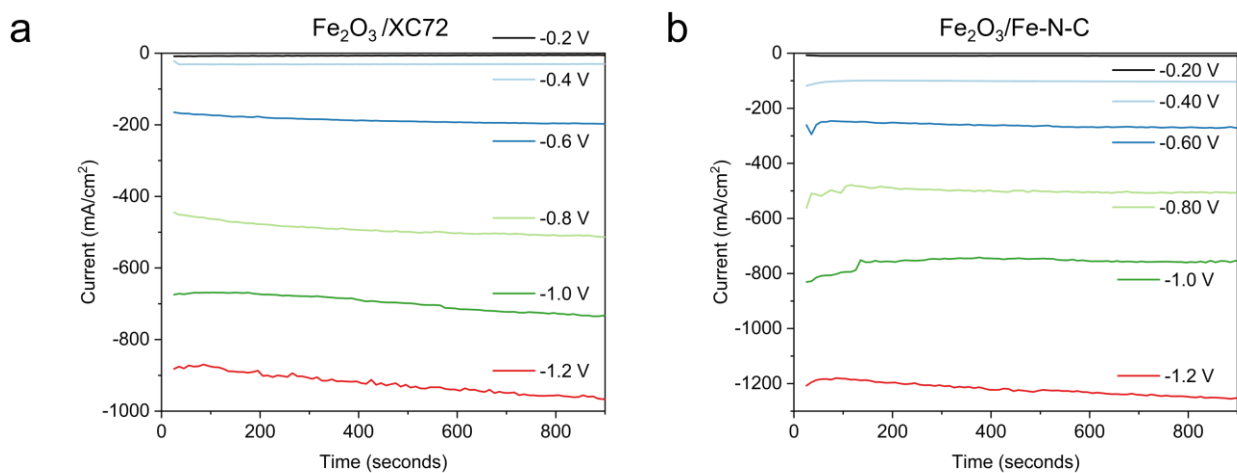 a
Fe₂O₃ /XC72
0
-200
-400
-600
-800
-1000
Current (mA/cm²)
-0.2 V
-0.4 V
-0.6 V
-0.8 V
-1.0 V
-1.2 V
0
200
400
600
800
Time (seconds)
b
Fe₂O₃/Fe-N-C
0
-200
-400
-600
-800
-1000
-1200
Current (mA/cm²)
-0.20 V
-0.40 V
-0.60 V
-0.80 V
-1.0 V
-1.2 V
0
200
400
600
800
Time (seconds)